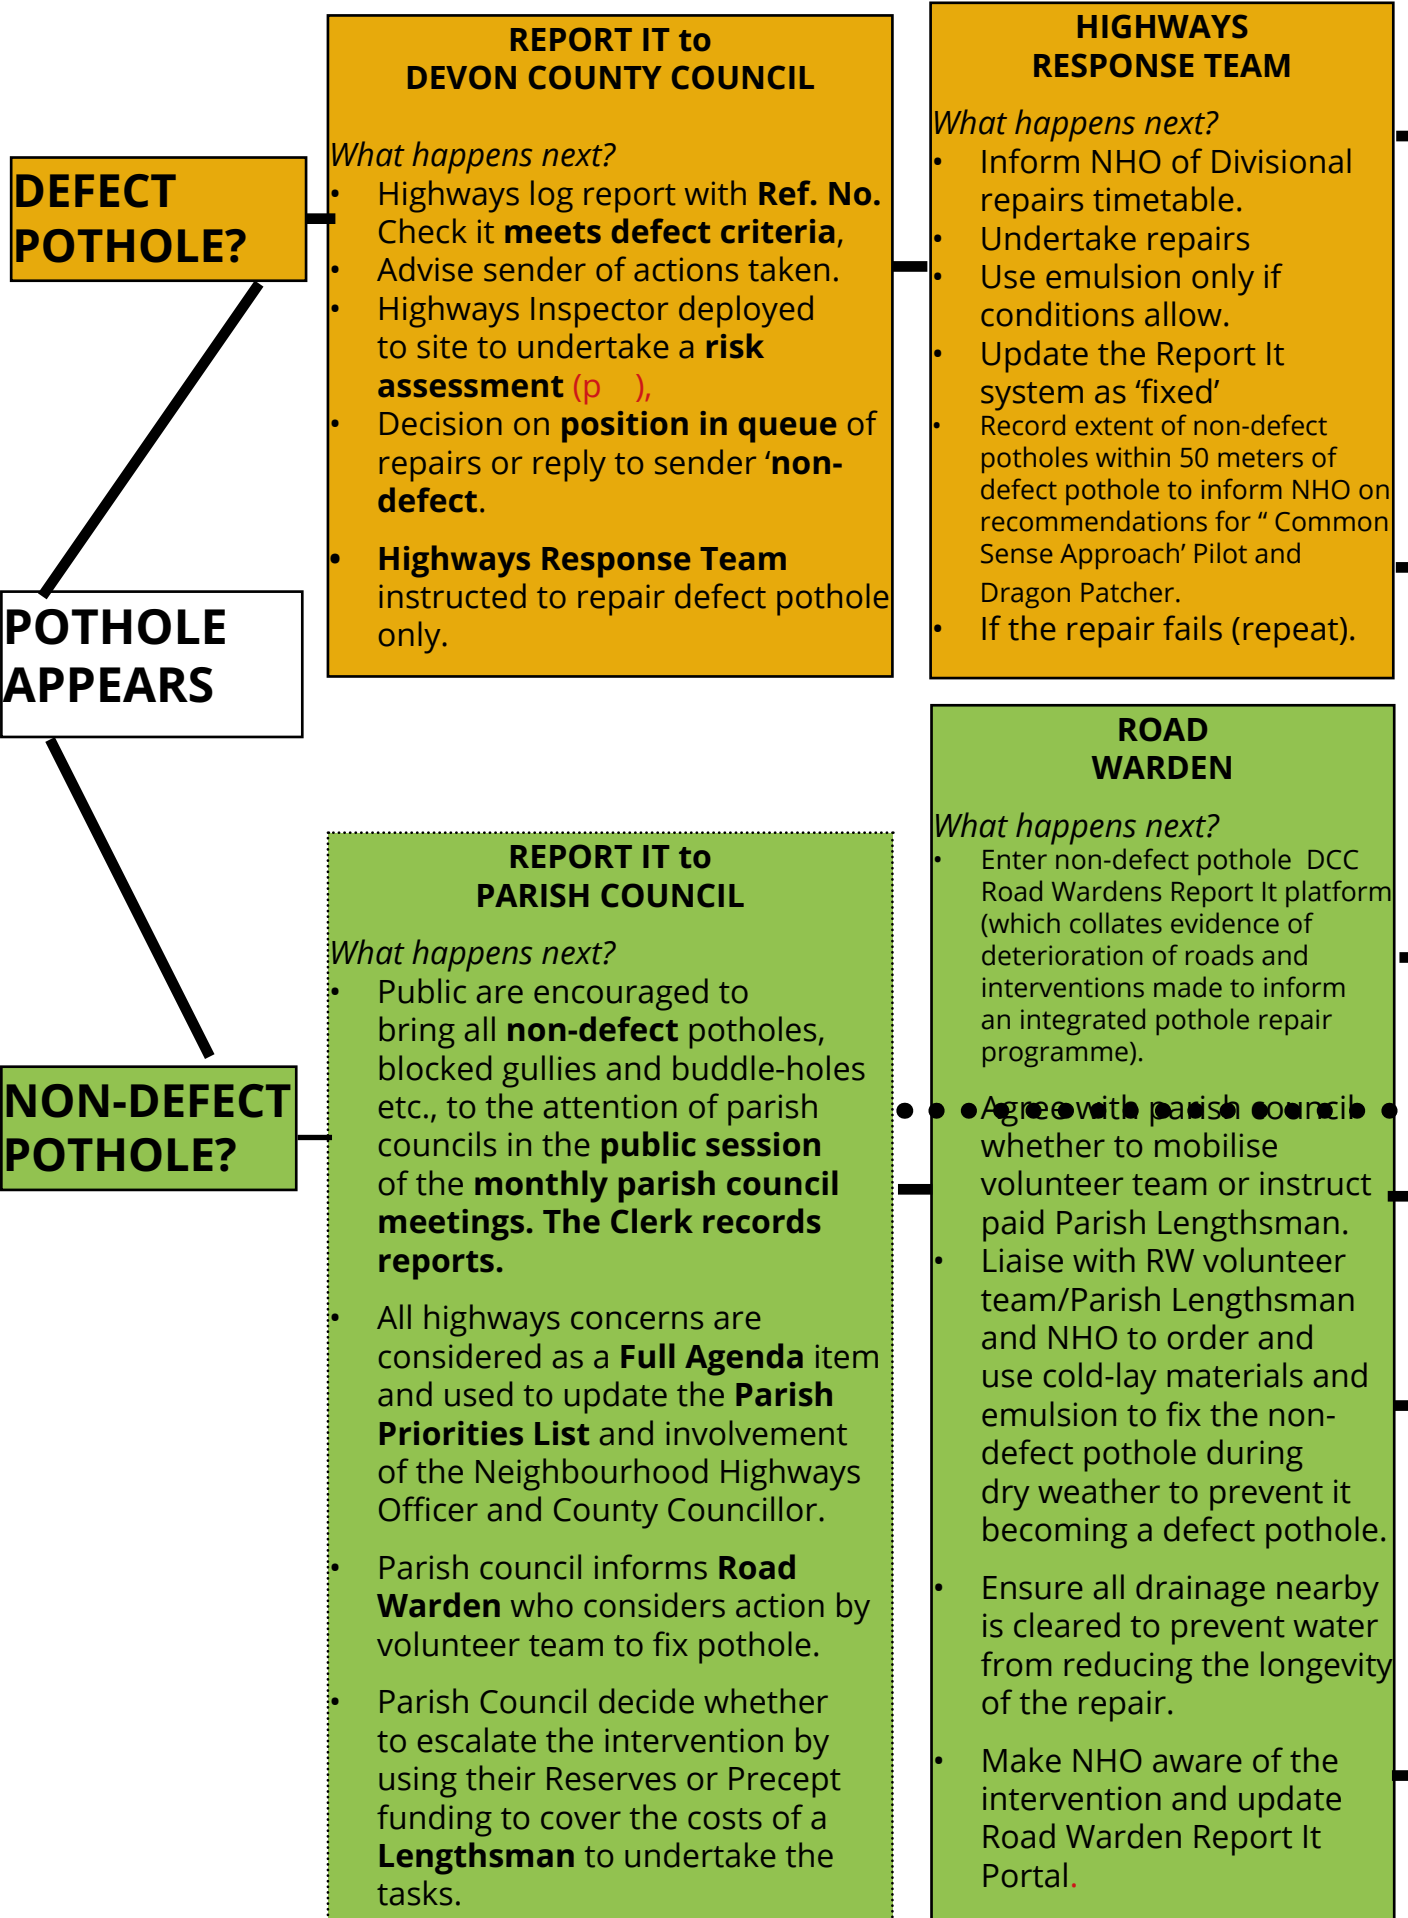 REPORT IT to
DEVON COUNTY COUNCIL
What happens next?
• Highways log report with Ref. No.
Check it meets defect criteria,
• Advise sender of actions taken.
• Highways Inspector deployed
to site to undertake a risk
assessment (p    ),
• Decision on position in queue of
repairs or reply to sender ‘non-
defect.
• Highways Response Team
instructed to repair defect pothole
only.
HIGHWAYS
RESPONSE TEAM
What happens next?
• Inform NHO of Divisional
repairs timetable.
• Undertake repairs
• Use emulsion only if
conditions allow.
• Update the Report It
system as ‘fixed’
• Record extent of non-defect
potholes within 50 meters of
defect pothole to inform NHO on
recommendations for “ Common
Sense Approach’ Pilot and
Dragon Patcher.
• If the repair fails (repeat).
DEFECT
POTHOLE?
POTHOLE
APPEARS
NON-DEFECT
POTHOLE?
REPORT IT to
PARISH COUNCIL
What happens next?
• Public are encouraged to
bring all non-defect potholes,
blocked gullies and buddle-holes
etc., to the attention of parish
councils in the public session
of the monthly parish council
meetings. The Clerk records
reports.
• All highways concerns are
considered as a Full Agenda item
and used to update the Parish
Priorities List and involvement
of the Neighbourhood Highways
Officer and County Councillor.
• Parish council informs Road
Warden who considers action by
volunteer team to fix pothole.
• Parish Council decide whether
to escalate the intervention by
using their Reserves or Precept
funding to cover the costs of a
Lengthsman to undertake the
tasks.
ROAD
WARDEN
What happens next?
• Enter non-defect pothole  DCC
Road Wardens Report It platform
(which collates evidence of
deterioration of roads and
interventions made to inform
an integrated pothole repair
programme).
• Agree with parish council
whether to mobilise
volunteer team or instruct
paid Parish Lengthsman.
• Liaise with RW volunteer
team/Parish Lengthsman
and NHO to order and
use cold-lay materials and
emulsion to fix the non-
defect pothole during
dry weather to prevent it
becoming a defect pothole.
• Ensure all drainage nearby
is cleared to prevent water
from reducing the longevity
of the repair.
• Make NHO aware of the
intervention and update
Road Warden Report It
Portal.